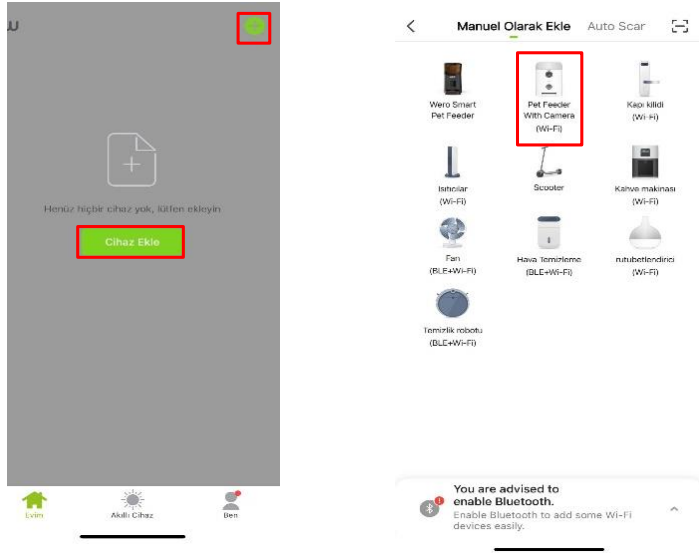 Henüz hiçbir cihaz yok, lütfen ekleyin
Cihaz Ekle
Evim
Akıllı Cihaz
Ben
Manuel Olarak Ekle
Auto Scar
Wero Smart
Pet Feeder
Pet Feeder
With Camera
(Wi-Fi)
Kapı kilidi
(Wi-Fi)
Isıtıcılar
(Wi-Fi)
Scooter
Kahve makinası
(Wi-Fi)
Fan
(BLE+Wi-Fi)
Hava Temizleme
(BLE+Wi-Fi)
rutubetlendirici
(Wi-Fi)
Temizlik robotu
(BLE+Wi-Fi)
You are advised to
enable Bluetooth.
Enable Bluetooth to add some Wi-Fi
devices easily.